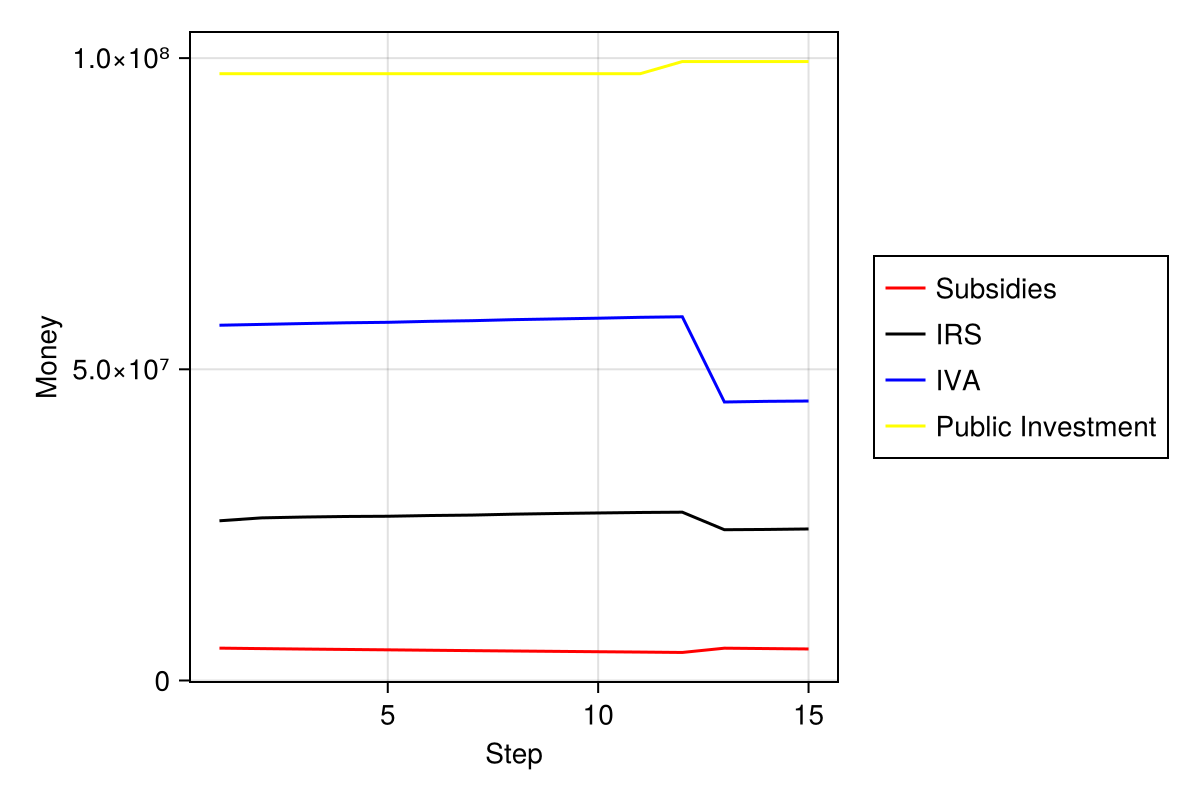 1.0×10⁸
5.0×10⁷
0
Money
5
10
15
Step
Subsidies
IRS
IVA
Public Investment